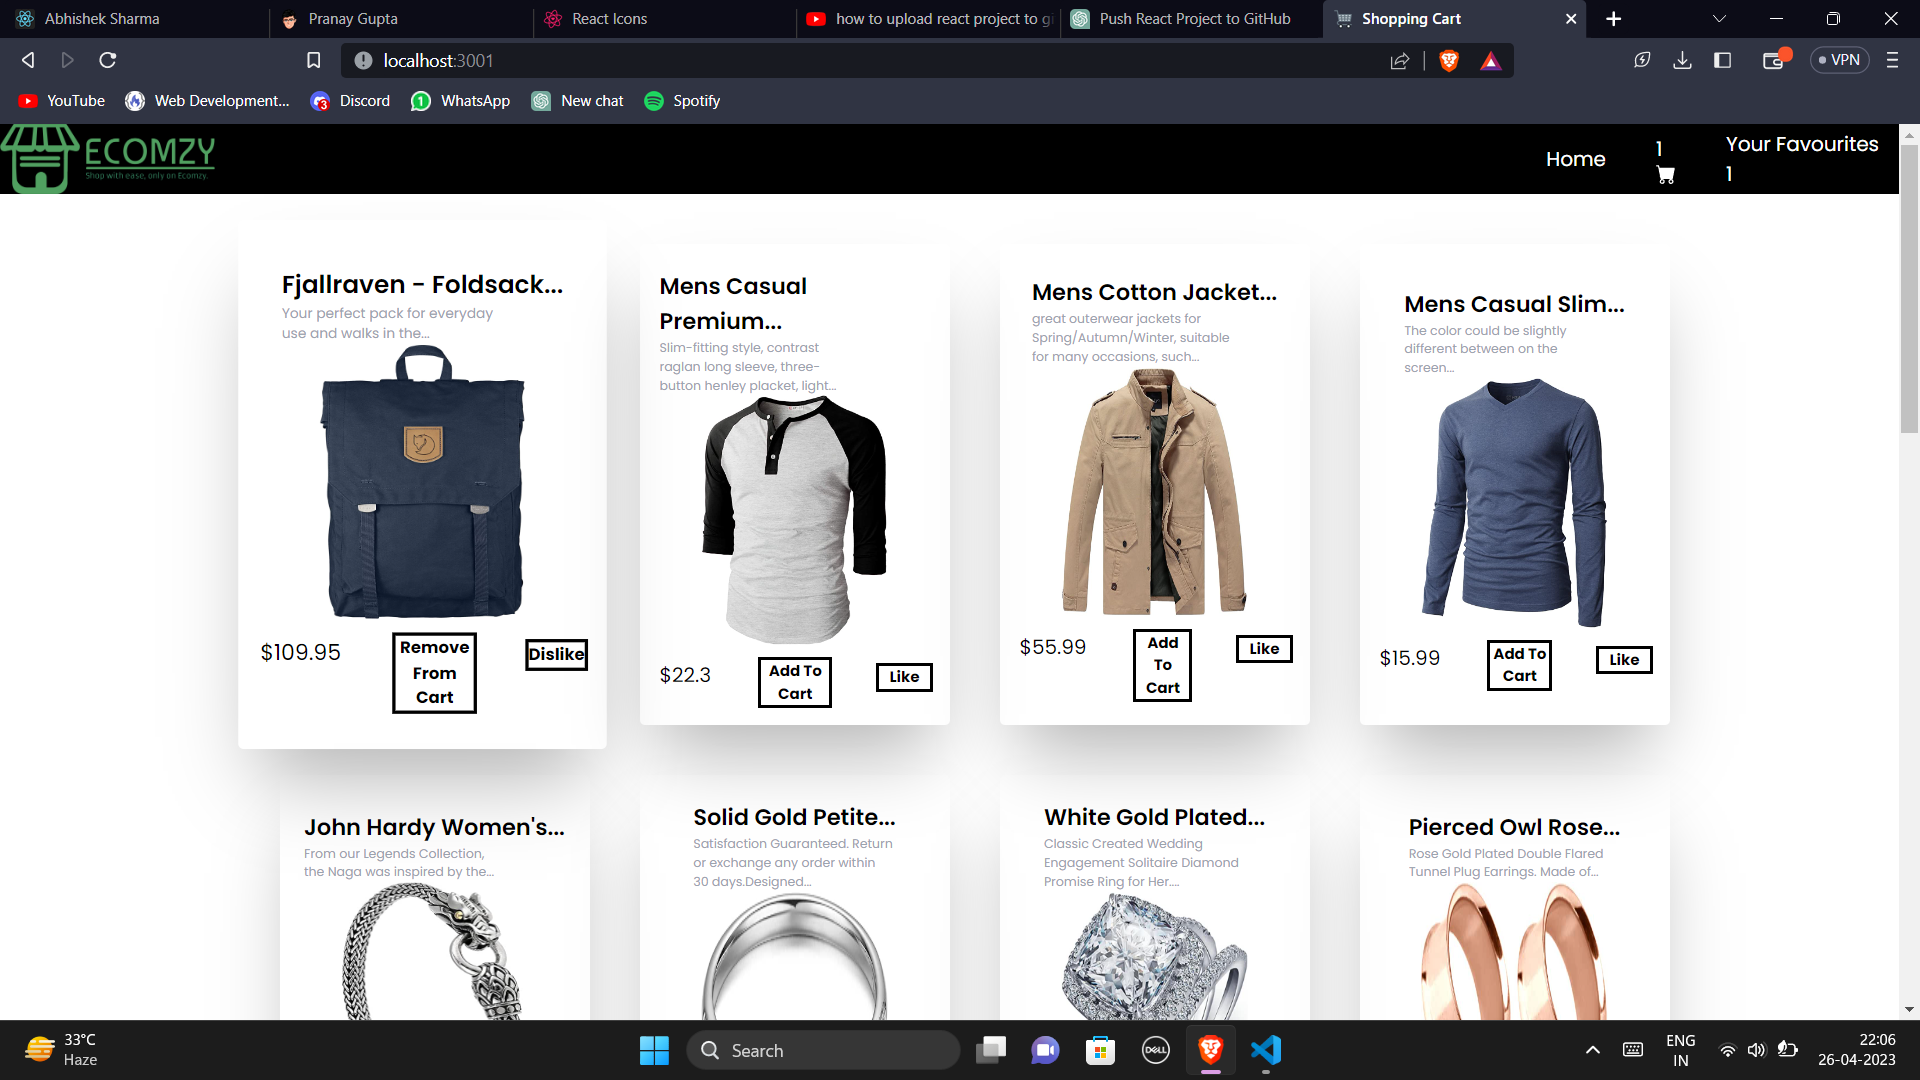 Abhishek Sharma
Pranay Gupta
React Icons
how to upload react project to gi
Push React Project to GitHub
Shopping Cart
localhost:3001
VPN
YouTube
Web Development...
3
Discord
1
WhatsApp
New chat
Spotify
ECOMZY
Shop with ease, only on Ecomzy.
Home
1
Your Favourites
1
Fjallraven - Foldsack...
Your perfect pack for everyday
use and walks in the...
$109.95
Remove
From
Cart
Dislike
Mens Casual
Premium...
Slim-fitting style, contrast
raglan long sleeve, three-
button henley placket, light...
$22.3
Add To
Cart
Like
Mens Cotton Jacket...
great outerwear jackets for
Spring/Autumn/Winter, suitable
for many occasions, such...
$55.99
Add
To
Cart
Like
Mens Casual Slim...
The color could be slightly
different between on the
screen...
$15.99
Add To
Cart
Like
John Hardy Women's...
From our Legends Collection,
the Naga was inspired by the...
Solid Gold Petite...
Satisfaction Guaranteed. Return
or exchange any order within
30 days.Designed...
White Gold Plated...
Classic Created Wedding
Engagement Solitaire Diamond
Promise Ring for Her....
Pierced Owl Rose...
Rose Gold Plated Double Flared
Tunnel Plug Earrings. Made of...
33°C
Haze
Search
DELL
ENG
IN
22:06
26-04-2023